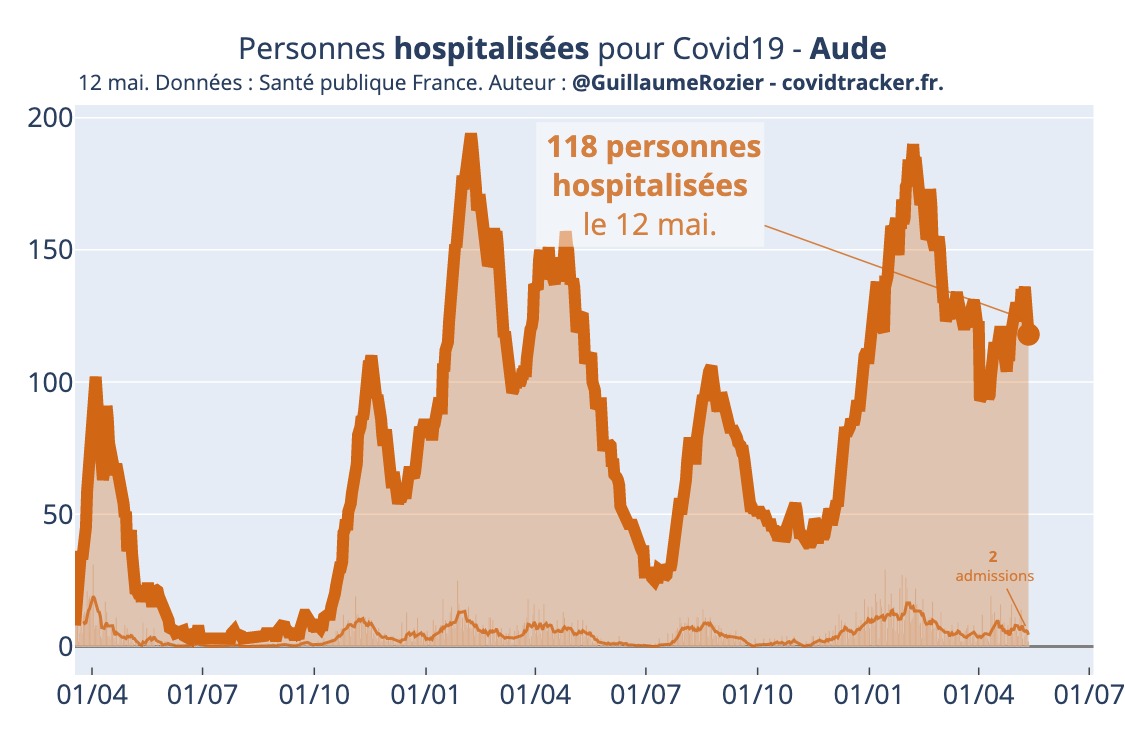 Personnes hospitalisées pour Covid19 - Aude
12 mai. Données : Santé publique France. Auteur : @GuillaumeRozier - covidtracker.fr.
200
150
100
50
0
118 personnes
hospitalisées
le 12 mai.
2
admissions
01/04 01/07 01/10 01/01 01/04 01/07 01/10 01/01 01/04 01/07